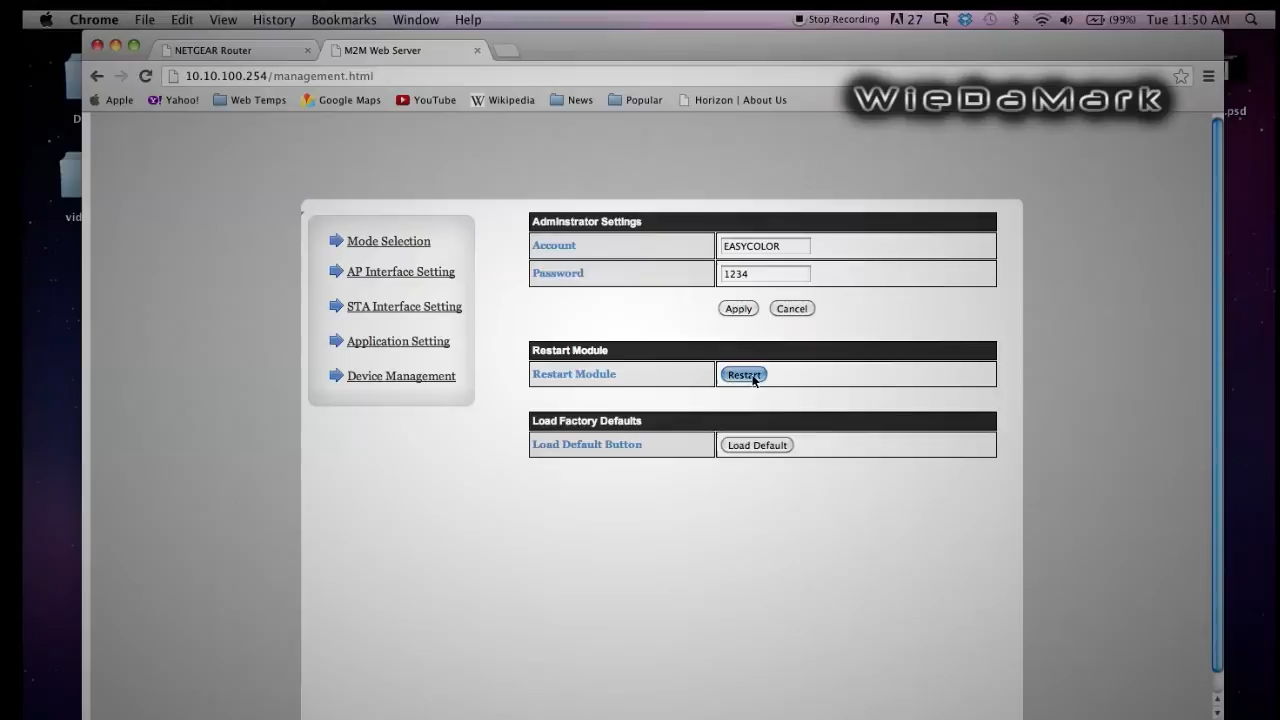 Chrome File Edit View History Bookmarks Window Help Stop Recording 27 (99%) Tue 11:50 AM
NETGEAR Router M2M Web Server
10.10.100.254/management.html
Apple Yahoo! Web Temps Google Maps YouTube Wikipedia News Popular Horizon | About Us
WieDaMark
.psd
D
vid
Adminstrator Settings
Mode Selection
Account EASYCOLOR
AP Interface Setting
Password 1234
STA Interface Setting
Apply Cancel
Application Setting
Restart Module
Device Management
Restart Module Restart
Load Factory Defaults
Load Default Button Load Default